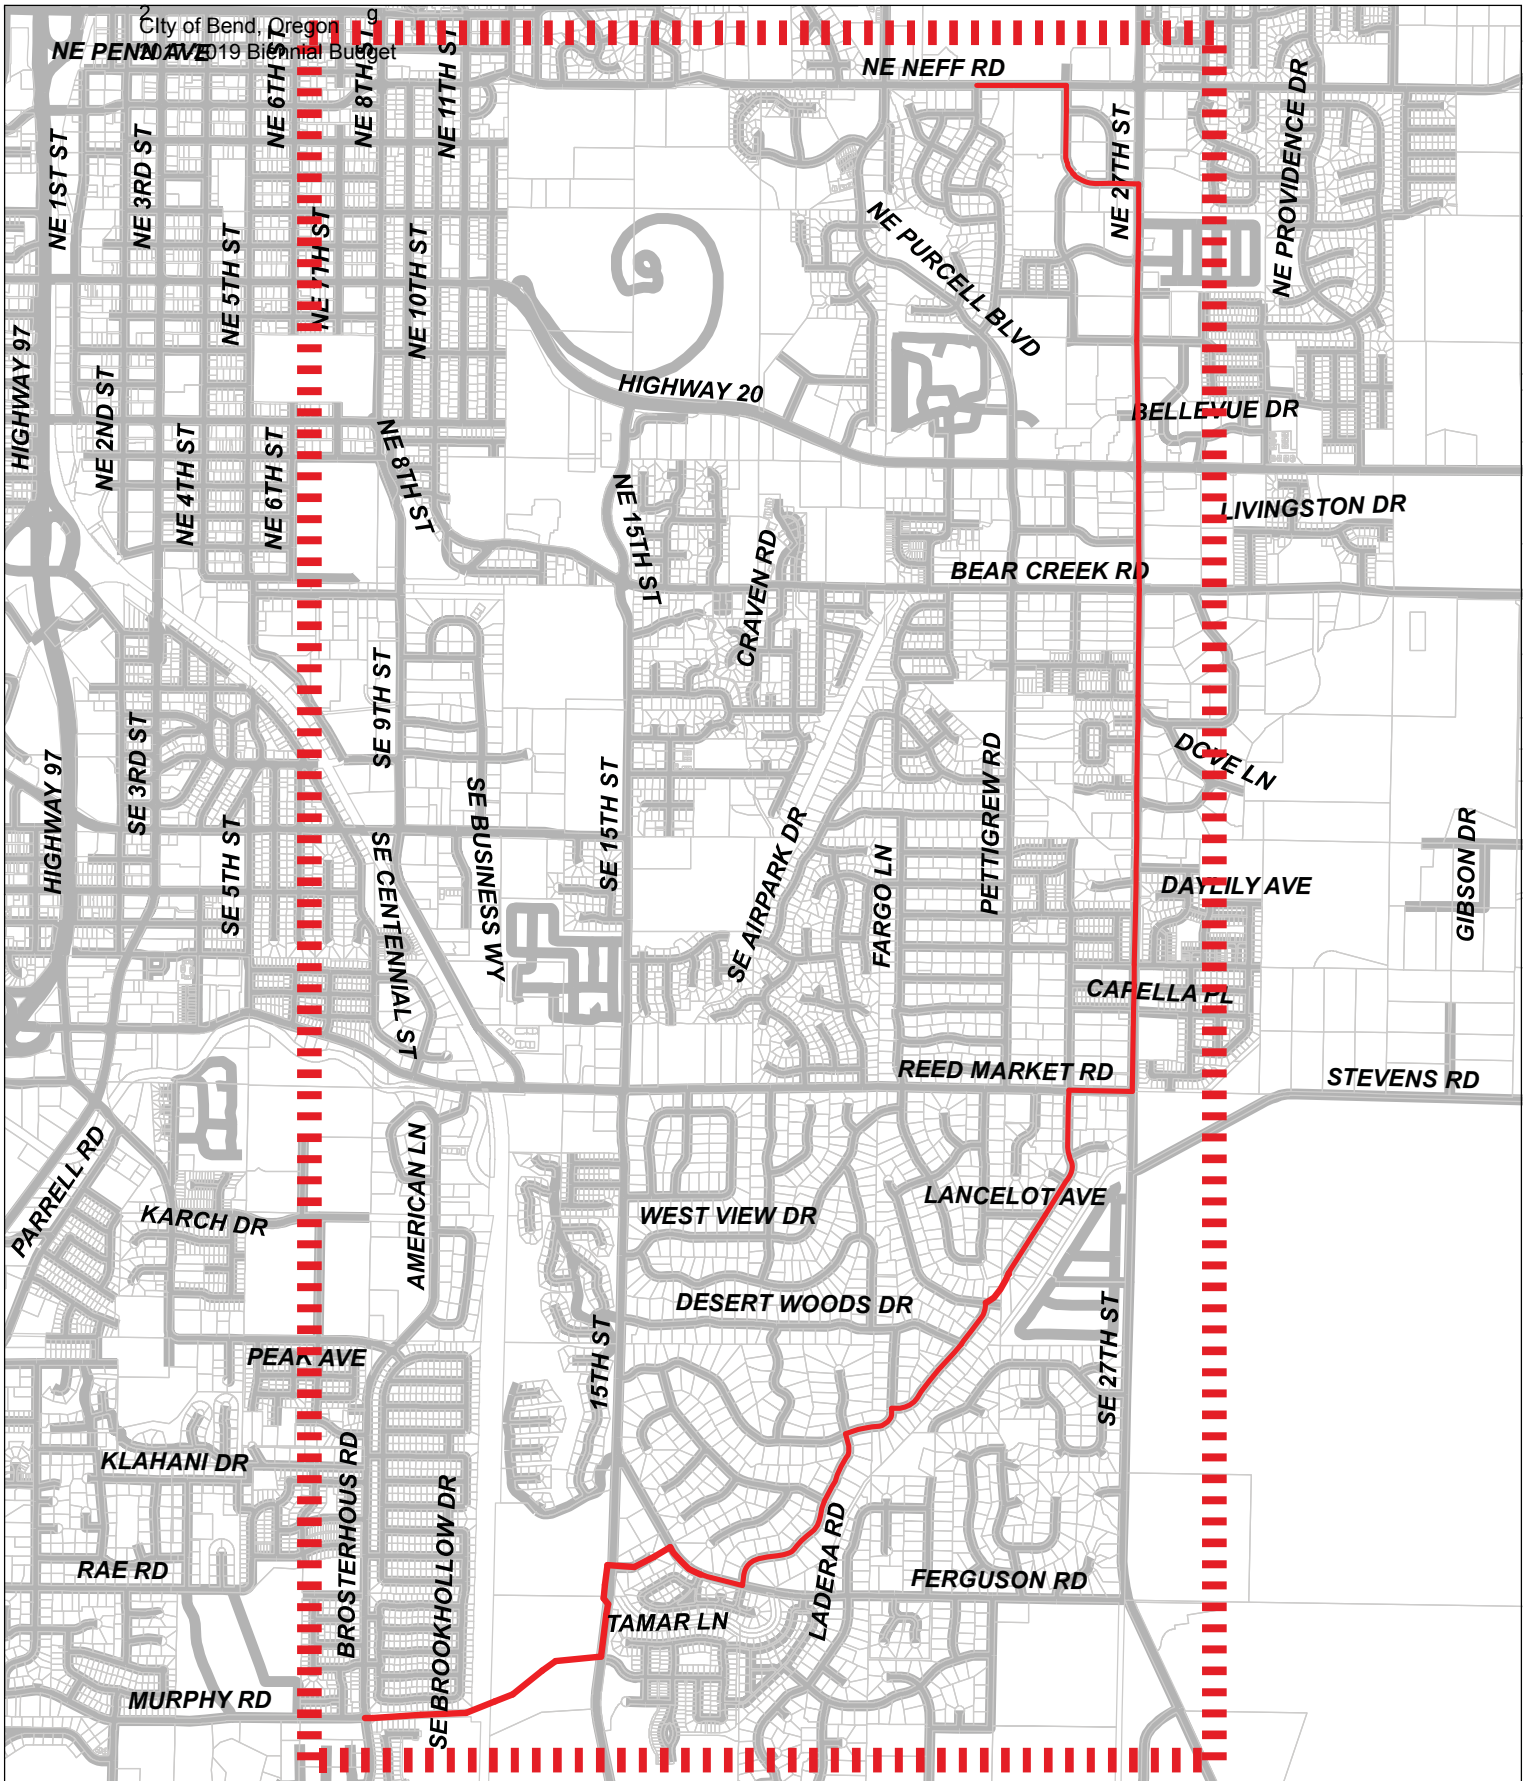 2
g
CIty of Bend, Oregon
2017-2019 Biennial Budget
NE PENN AVE
NE 6TH ST
NE 8TH ST
NE 11TH ST
NE NEFF RD
NE 1ST ST
NE 3RD ST
NE 27TH ST
NE PROVIDENCE DR
NE 5TH ST
NE 7TH ST
NE 10TH ST
NE PURCELL BLVD
HIGHWAY 97
NE 2ND ST
HIGHWAY 20
BELLEVUE DR
NE 4TH ST
NE 6TH ST
NE 8TH ST
NE 15TH ST
LIVINGSTON DR
CRAVEN RD
BEAR CREEK RD
SE 9TH ST
SE 3RD ST
HIGHWAY 97
SE 15TH ST
PETTIGREW RD
DOVE LN
SE 5TH ST
SE CENTENNIAL ST
SE BUSINESS WY
SE AIRPARK DR
FARGO LN
GIBSON DR
DAYLILY AVE
CAPELLA PL
REED MARKET RD
STEVENS RD
PARRELL RD
KARCH DR
AMERICAN LN
WEST VIEW DR
LANCELOT AVE
DESERT WOODS DR
PEAK AVE
15TH ST
SE 27TH ST
KLAHANI DR
BROSTERHOUS RD
SE BROOKHOLLOW DR
LADERA RD
RAE RD
FERGUSON RD
TAMAR LN
MURPHY RD